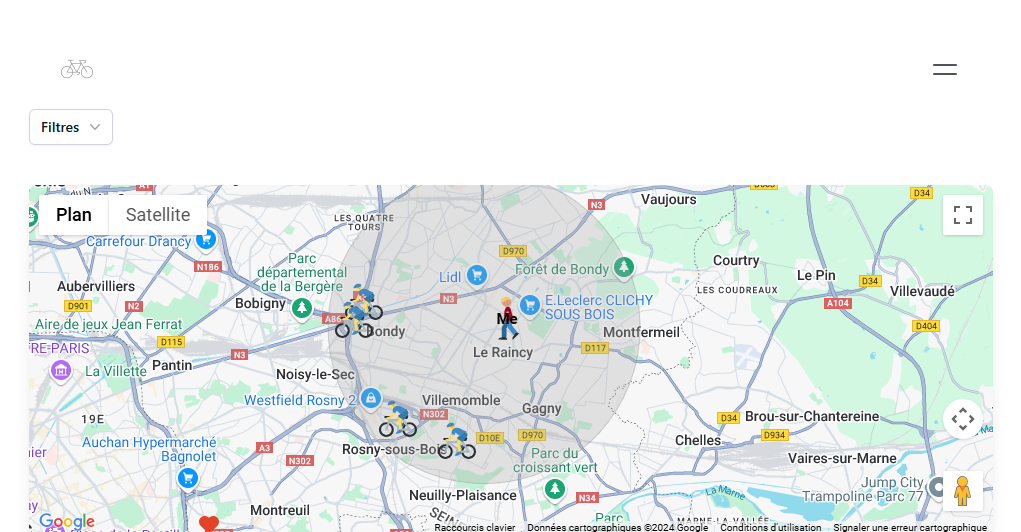 Filtres
Plan
Satellite
Carrefour Drancy
N186
LES QUATRE
TOURS
N3
Vaujours
D34
D970
Parc
départemental
de la Bergère
Lidl
Forêt de Bondy
Courtry
Le Pin
D34
Villevaudé
LES COUDREAUX
A104
Aubervilliers
D901
N2
Bobigny
N3
E.Leclerc CLICHY
SOUS BOIS
Me
Aire de jeux Jean Ferrat
A86
Bondy
Montfermeil
D404
D115
N3
Le Raincy
D117
La Villette
Pantin
Noisy-le-Sec
Westfield Rosny 2
Villemomble
Gagny
N302
19E
D34
Brou-sur-Chantereine
Auchan Hypermarché
Bagnolet
A3
N302
Rosny-sous-Bois
D10E
D970
Chelles
D934
Parc du
croissant vert
Vaires-sur-Marne
Jump City
Trampoline Parc 77
Neuilly-Plaisance
N34
La Marne
Montreuil
Parc
MARNE-LA-VALLÉE
Google
Raccourcis clavier
Données cartographiques ©2024 Google
Conditions d'utilisation
Signaler une erreur cartographique